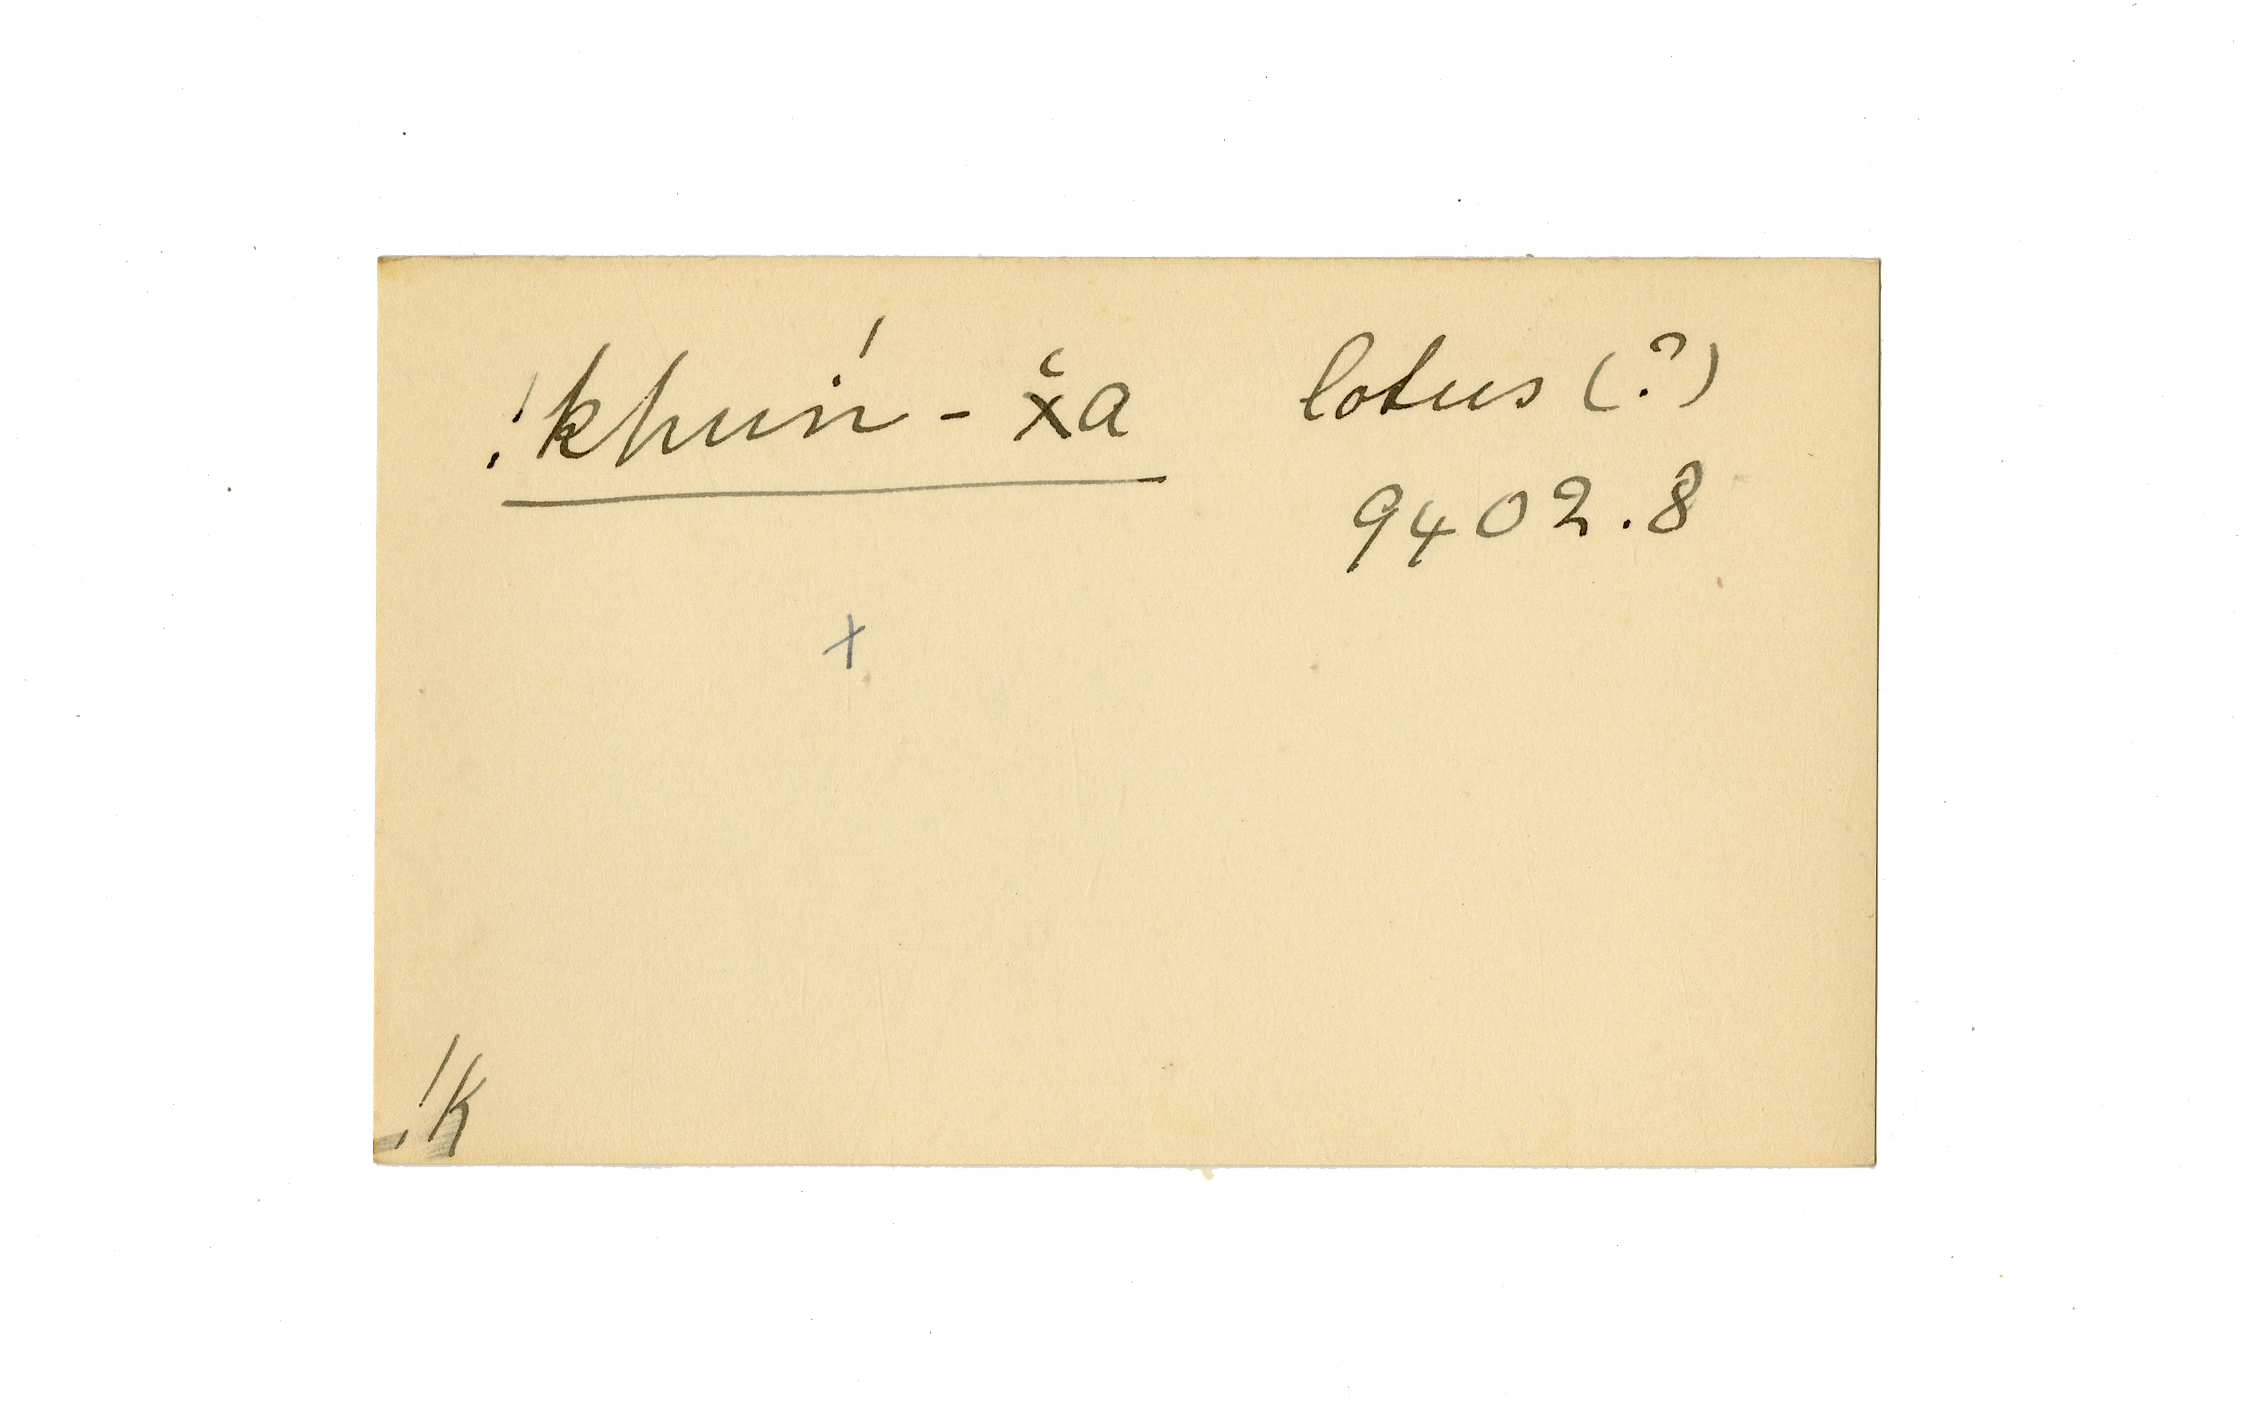 !khuń - x̌a lotus (?)
9402.8
x
!k